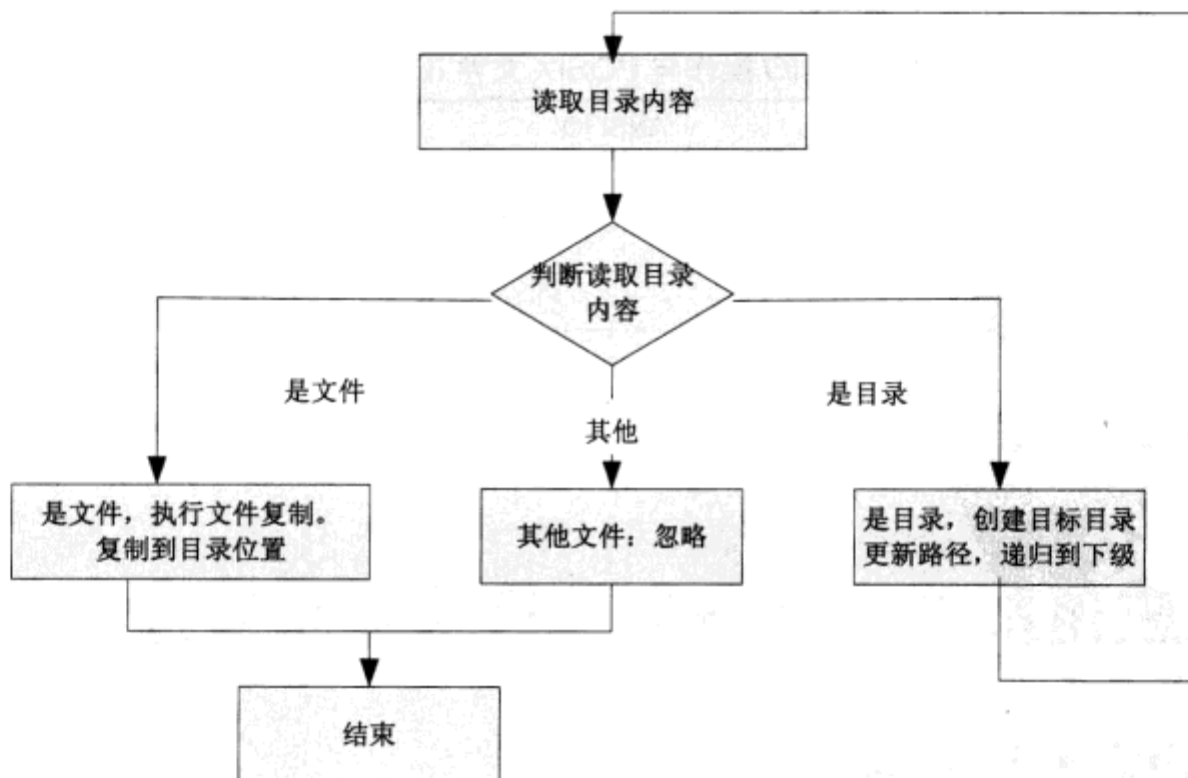 读取目录内容
判断读取目录
内容
是文件
其他
是目录
是文件，执行文件复制。
复制到目录位置
其他文件：忽略
是目录，创建目标目录
更新路径，递归到下级
结束